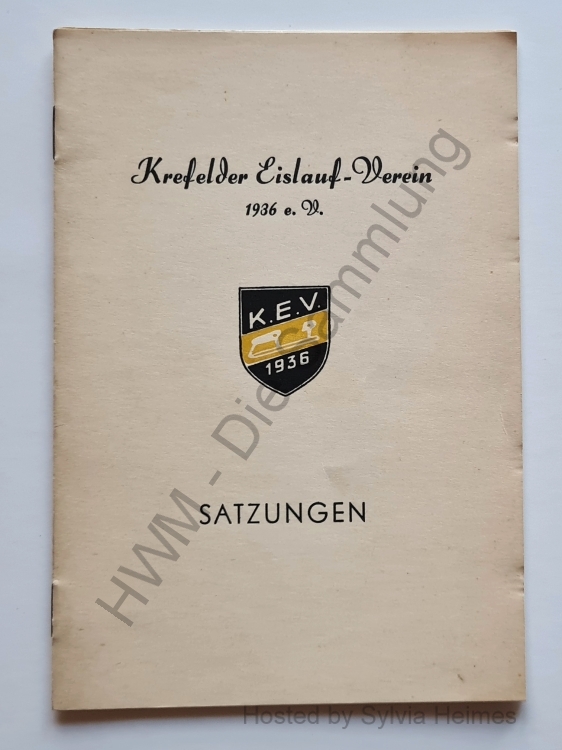 Krefelder Eislauf-Verein
1936 e. V.
K.E.V.
1936
SATZUNGEN
HWM - Die Sammlung
Hosted by Sylvia Heimes